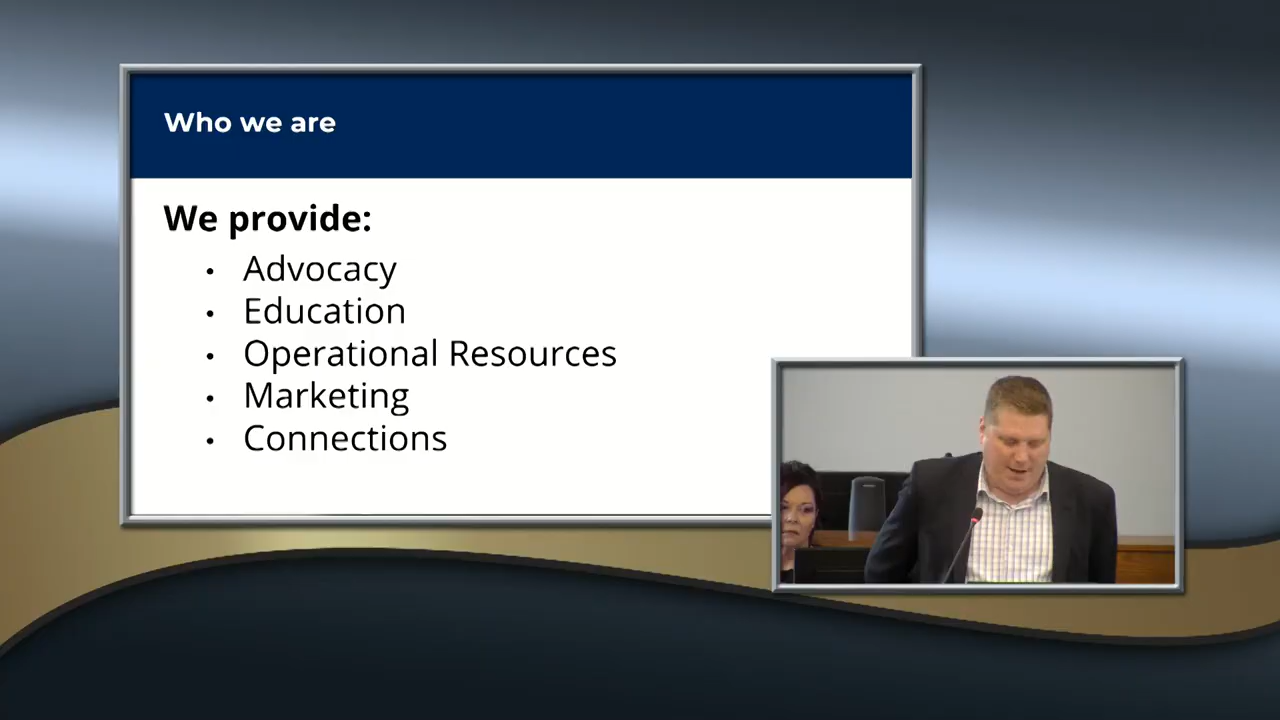 Who we are
We provide:
• Advocacy
• Education
• Operational Resources
• Marketing
• Connections